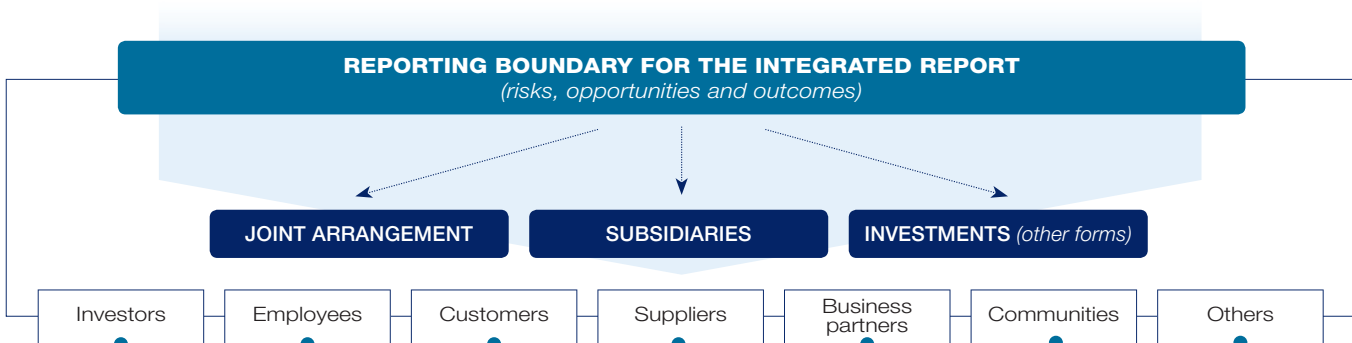 REPORTING BOUNDARY FOR THE INTEGRATED REPORT
(risks, opportunities and outcomes)
JOINT ARRANGEMENT
SUBSIDIARIES
INVESTMENTS (other forms)
Investors
Employees
Customers
Suppliers
Business
partners
Communities
Others